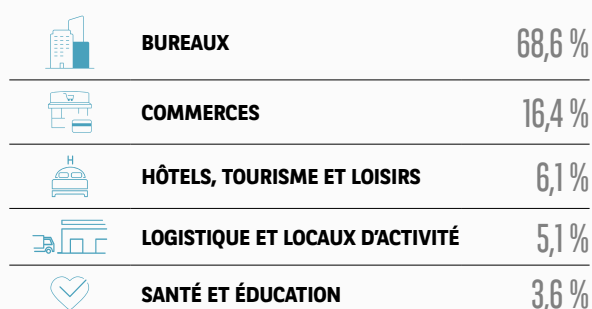 BUREAUX 68,6 %
COMMERCES 16,4 %
H
HÔTELS, TOURISME ET LOISIRS 6,1 %
LOGISTIQUE ET LOCAUX D'ACTIVITÉ 5,1 %
SANTÉ ET ÉDUCATION 3,6 %